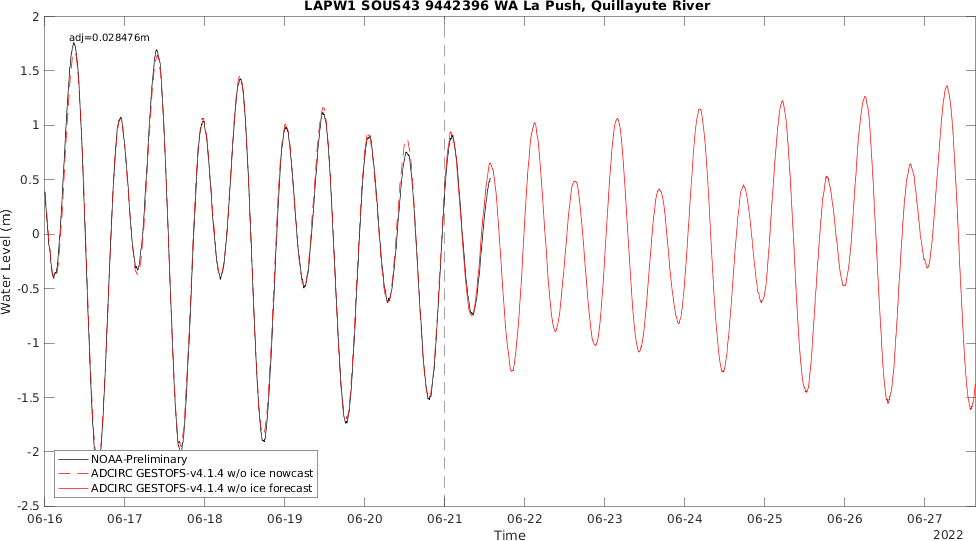 LAPW1 SOUS43 9442396 WA La Push, Quillayute River
adj=0.028476m
2
1.5
1
0.5
0
-0.5
-1
-1.5
-2
-2.5
Water Level (m)
NOAA-Preliminary
ADCIRC GESTOFS-v4.1.4 w/o ice nowcast
ADCIRC GESTOFS-v4.1.4 w/o ice forecast
06-16 06-17 06-18 06-19 06-20 06-21 06-22 06-23 06-24 06-25 06-26 06-27
Time
2022